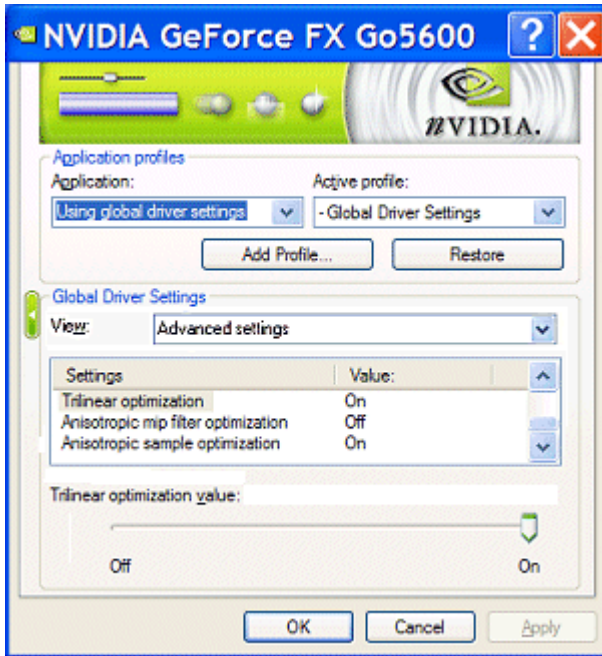 NVIDIA GeForce FX Go5600
nVIDIA.
Application profiles
Application: Active profile:
Using global driver settings - Global Driver Settings
Add Profile... Restore
Global Driver Settings
View: Advanced settings
Settings Value:
Trilinear optimization On
Anisotropic mip filter optimization Off
Anisotropic sample optimization On
Trilinear optimization value:
Off On
OK Cancel Apply